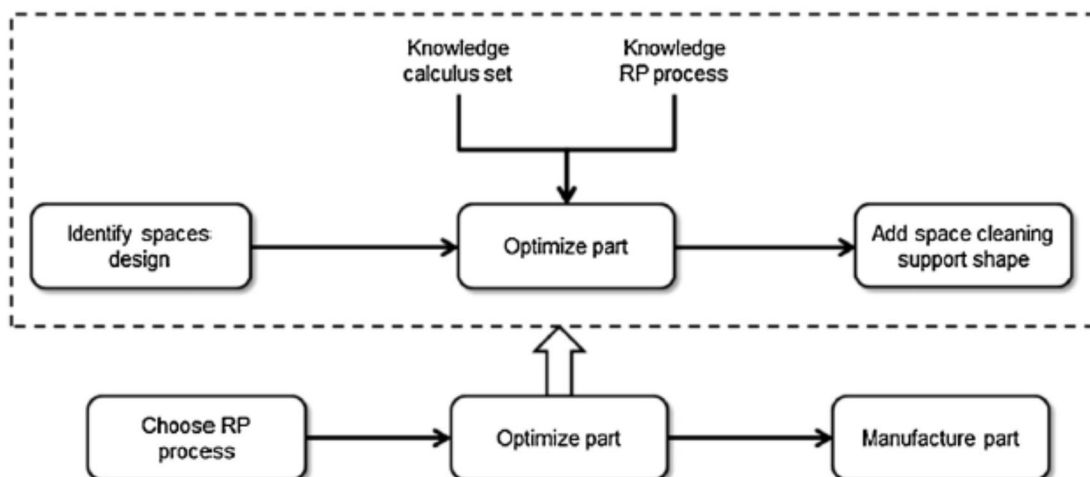 Knowledge
calculus set
Knowledge
RP process
Identify spaces
design
Optimize part
Add space cleaning
support shape
Choose RP
process
Optimize part
Manufacture part